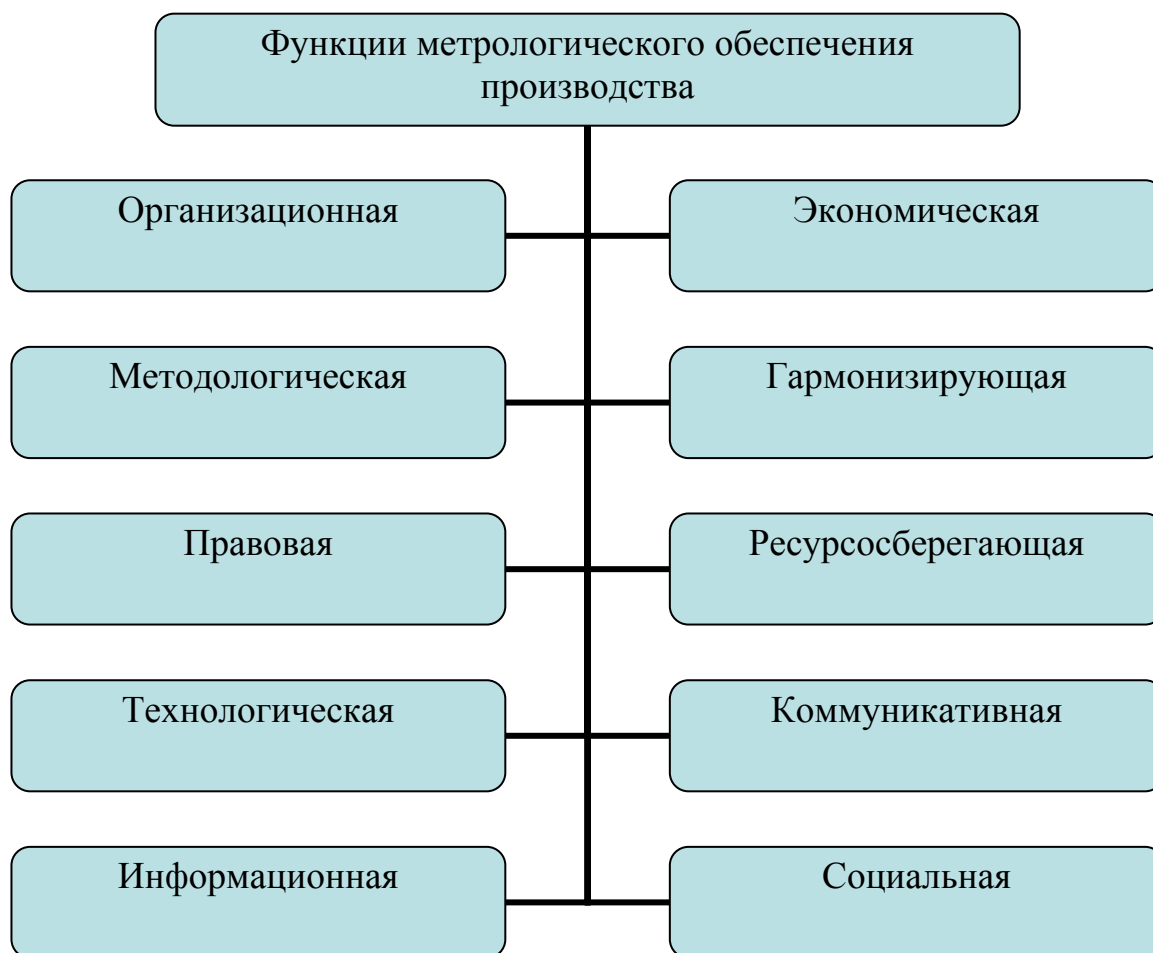 Функции метрологического обеспечения
производства
Организационная
Экономическая
Методологическая
Гармонизирующая
Правовая
Ресурсосберегающая
Технологическая
Коммуникативная
Информационная
Социальная